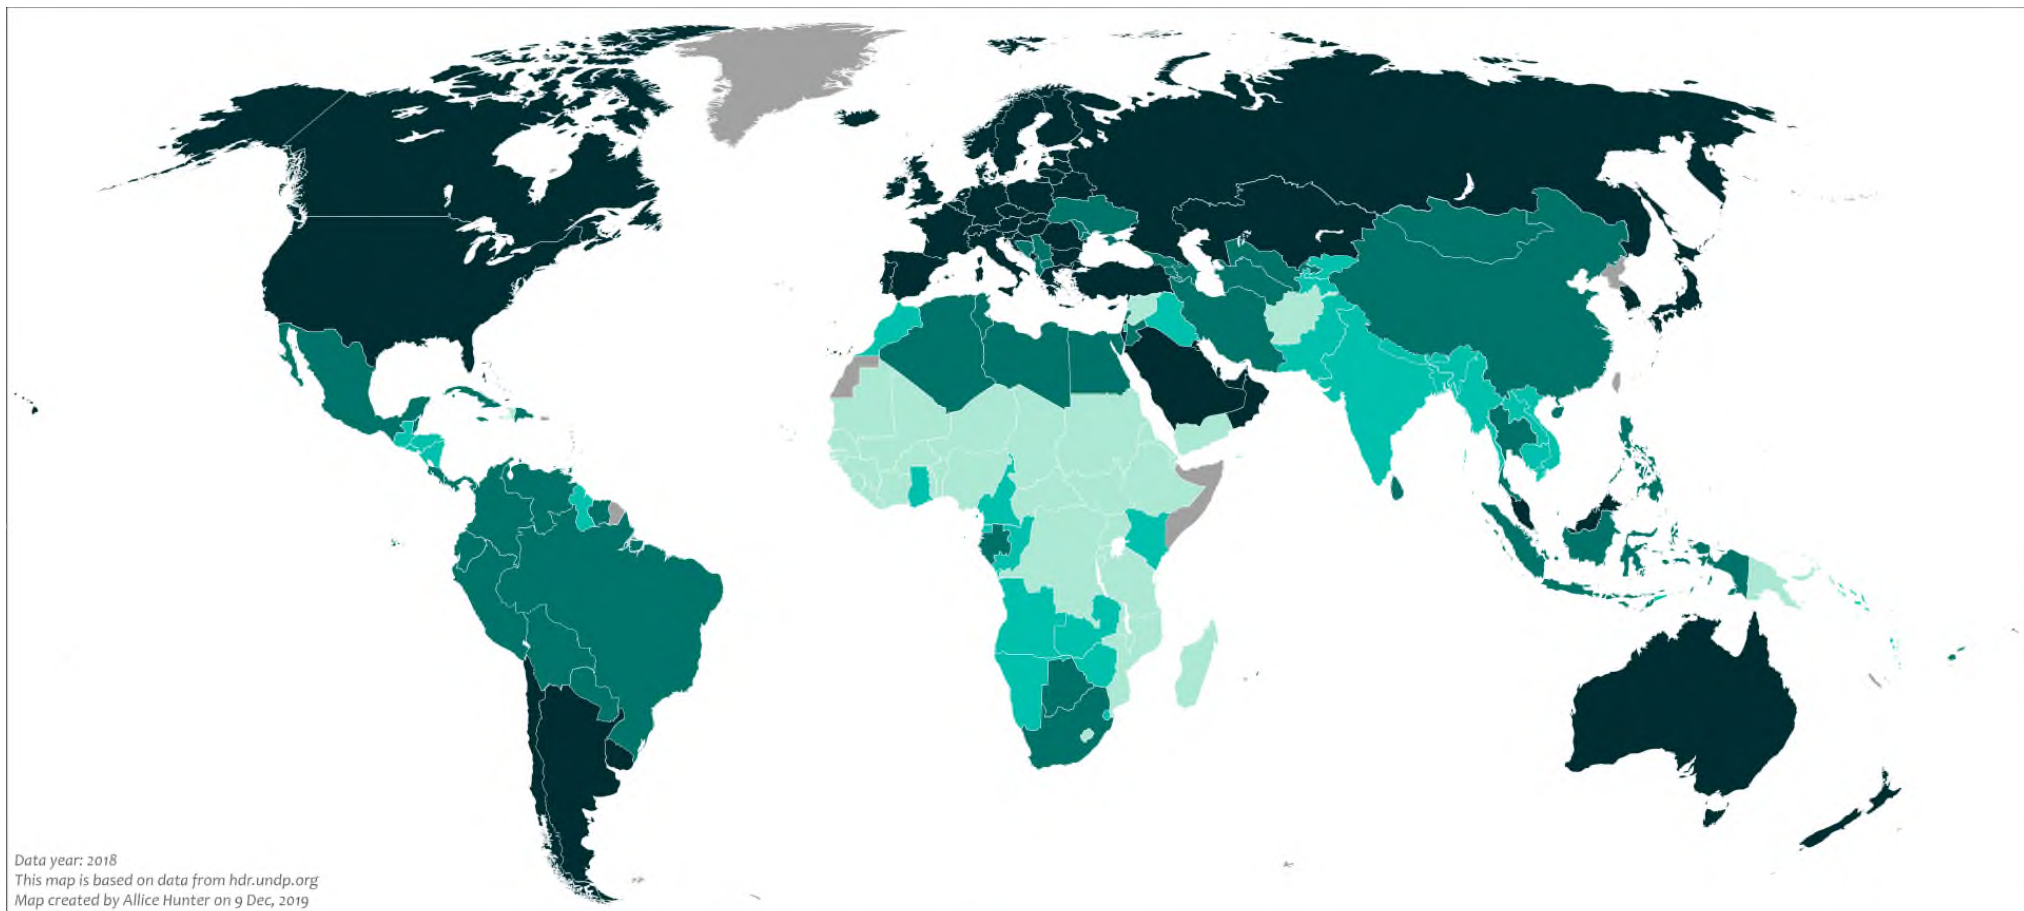 Data year: 2018
This map is based on data from hdr.undp.org
Map created by Allice Hunter on 9 Dec, 2019